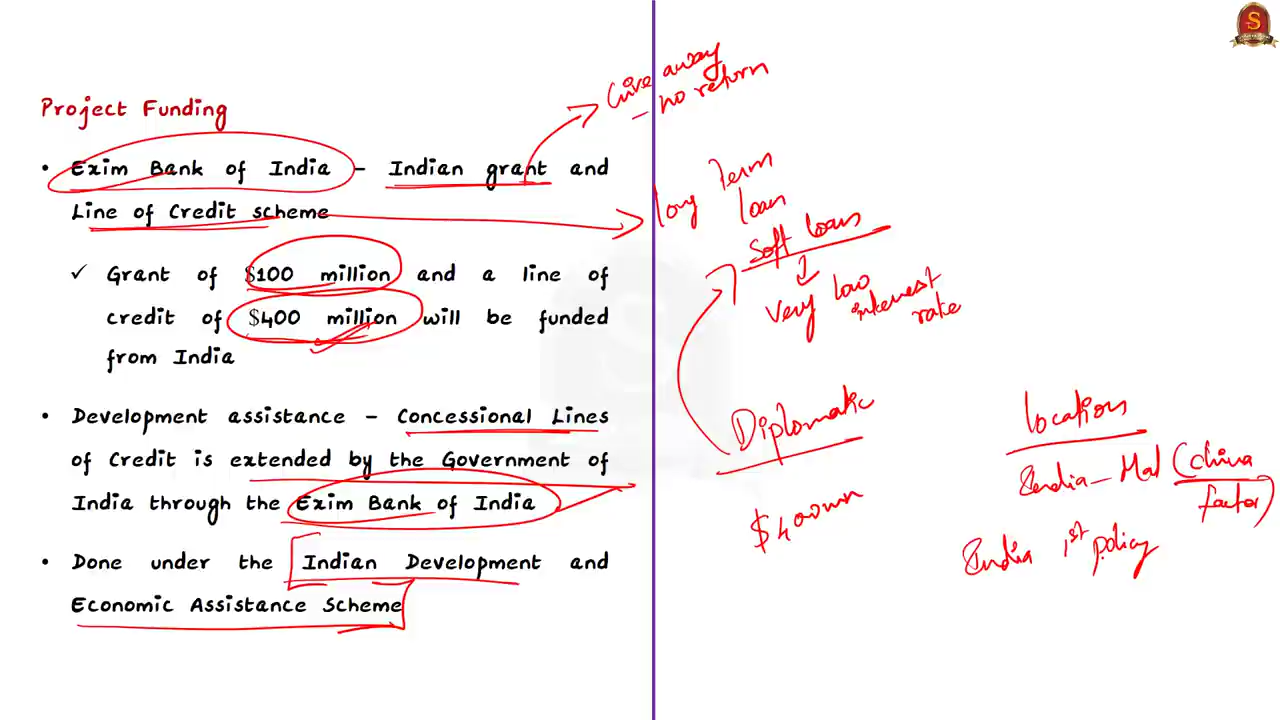 Project Funding
• Exim Bank of India – Indian grant and
Line of Credit scheme
✓ Grant of $100 million and a line of
credit of $400 million will be funded
from India
• Development assistance – Concessional Lines
of Credit is extended by the Government of
India through the Exim Bank of India
• Done under the Indian Development and
Economic Assistance Scheme
Give away
– no return
long Term
loan
Soft loan
Very low
interest
rate
Diplomatic
$400mn
location
India – Mal (China
factor)
India 1st policy
S